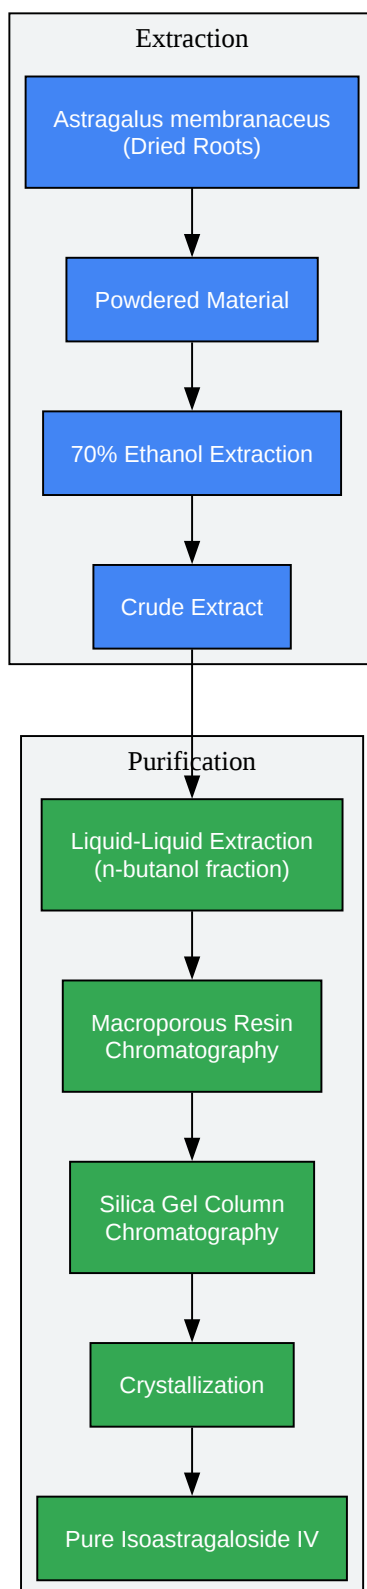 Extraction
Astragalus membranaceus
(Dried Roots)
Powdered Material
70% Ethanol Extraction
Crude Extract
Purification
Liquid-Liquid Extraction
(n-butanol fraction)
Macroporous Resin
Chromatography
Silica Gel Column
Chromatography
Crystallization
Pure Isoastragaloside IV